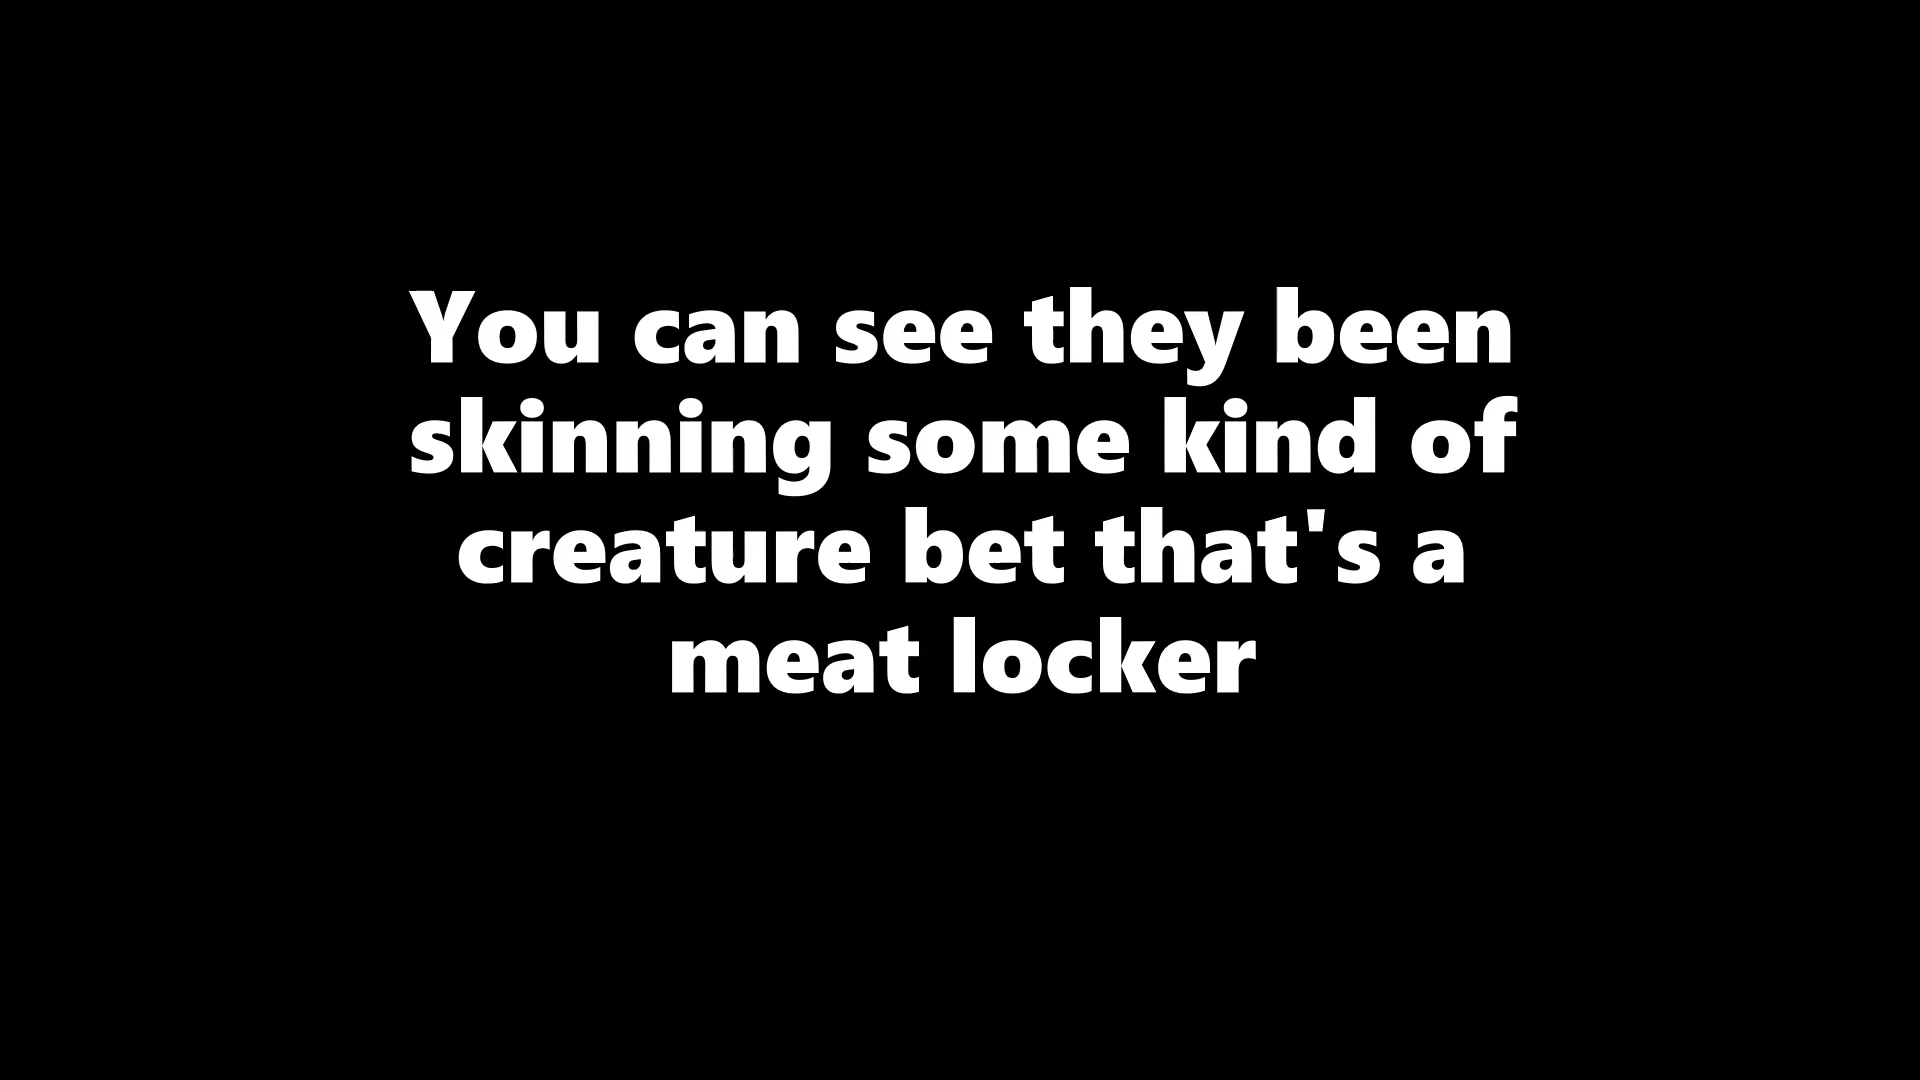 You can see they been
skinning some kind of
creature bet that's a
meat locker